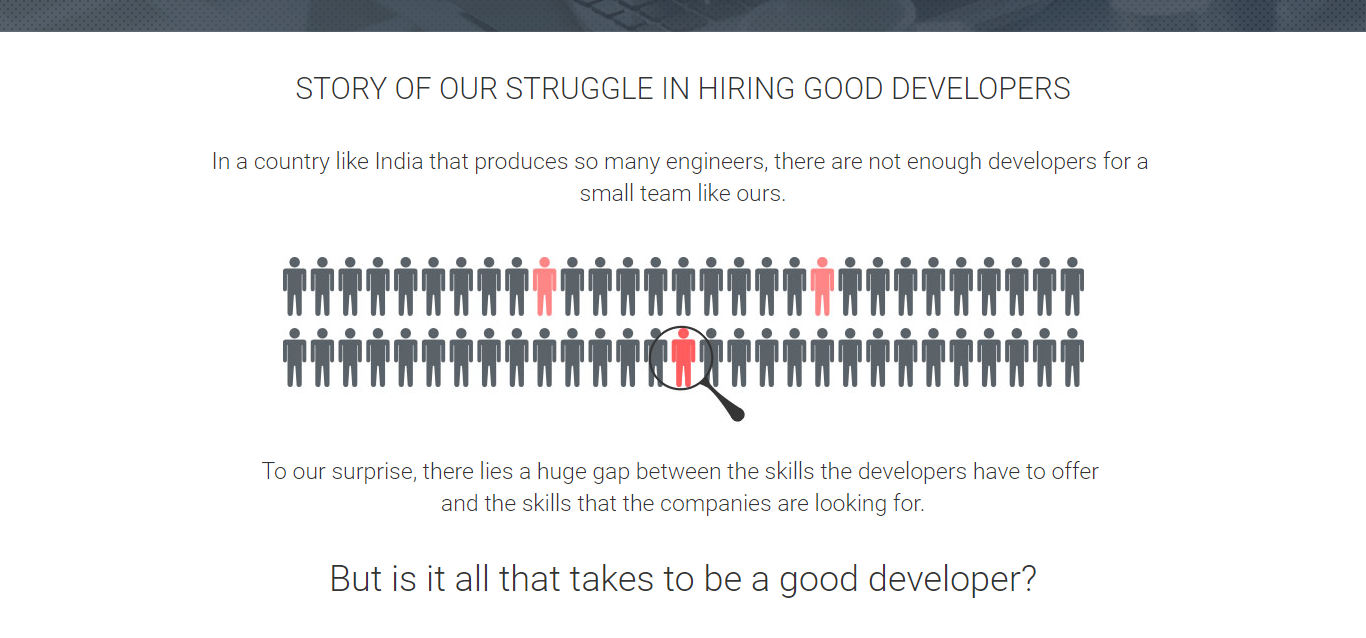 STORY OF OUR STRUGGLE IN HIRING GOOD DEVELOPERS
In a country like India that produces so many engineers, there are not enough developers for a
small team like ours.
To our surprise, there lies a huge gap between the skills the developers have to offer
and the skills that the companies are looking for.
But is it all that takes to be a good developer?